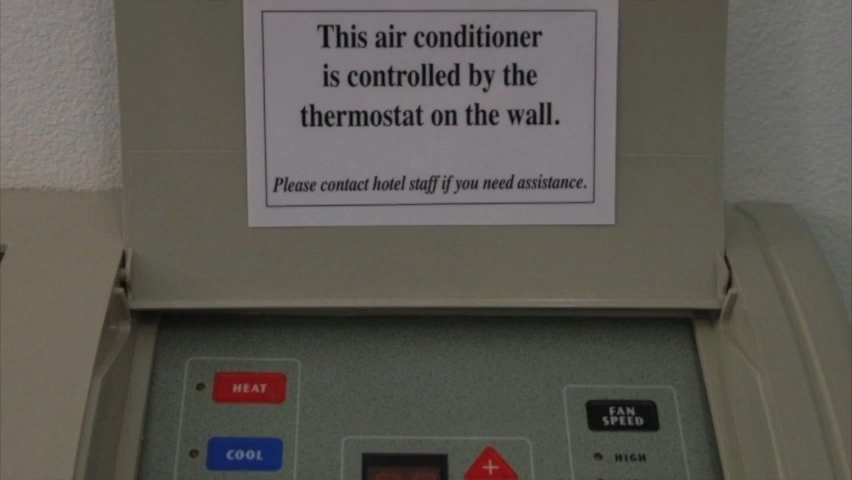 This air conditioner
is controlled by the
thermostat on the wall.
Please contact hotel staff if you need assistance.
HEAT
COOL
+
FAN
SPEED
HIGH